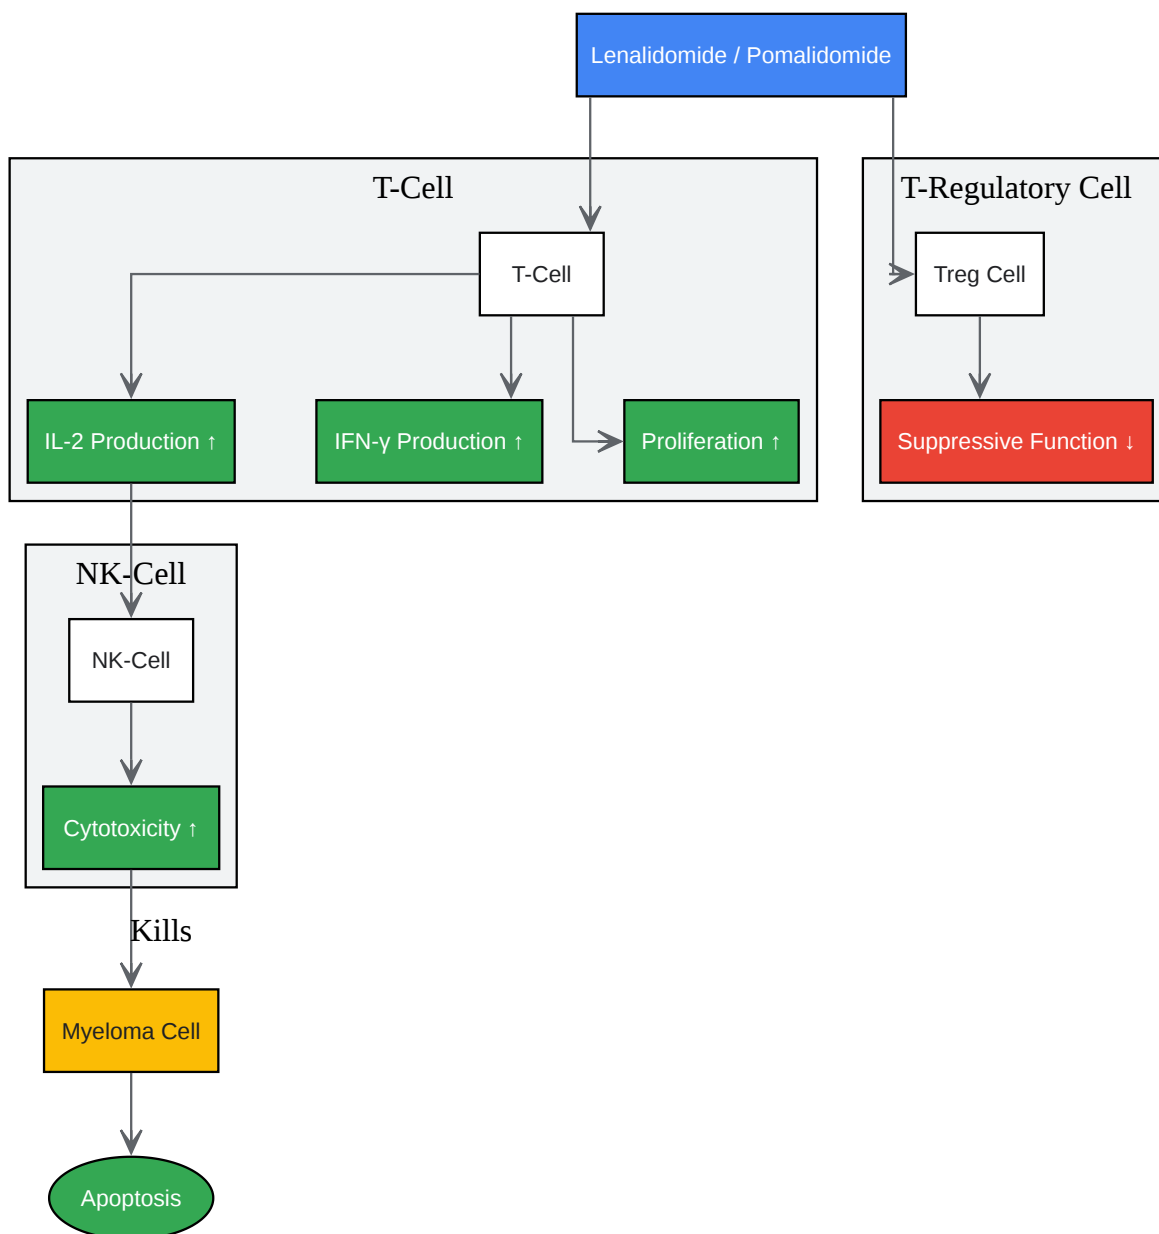 Lenalidomide / Pomalidomide
T-Cell
T-Regulatory Cell
T-Cell
Treg Cell
IL-2 Production ↑
IFN-γ Production ↑
Proliferation ↑
Suppressive Function ↓
NK-Cell
NK-Cell
Cytotoxicity ↑
Kills
Myeloma Cell
Apoptosis